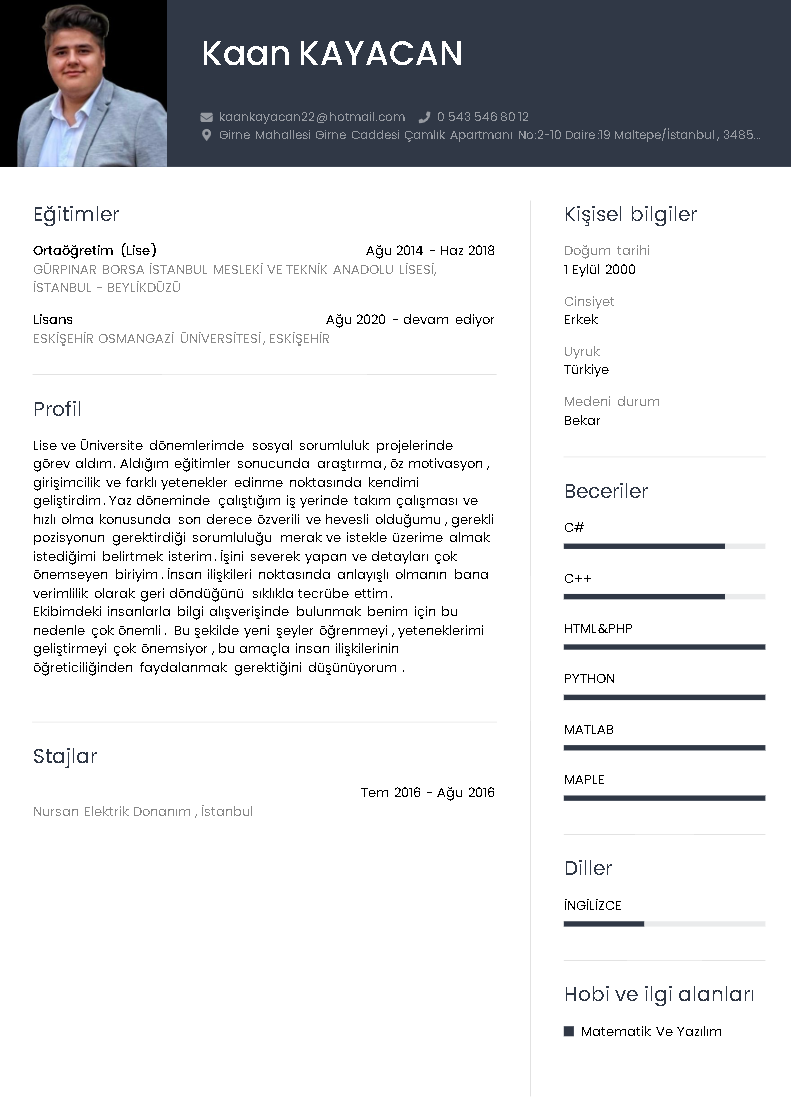 Kaan KAYACAN
kaankayacan22@hotmail.com 0 543 546 80 12
Girne Mahallesi Girne Caddesi Çamlık Apartmanı No:2-10 Daire:19 Maltepe/İstanbul, 3485...
Eğitimler
Ortaöğretim (Lise) Ağu 2014 - Haz 2018
GÜRPINAR BORSA İSTANBUL MESLEKİ VE TEKNİK ANADOLU LİSESİ,
İSTANBUL - BEYLİKDÜZÜ
Lisans Ağu 2020 - devam ediyor
ESKİŞEHİR OSMANGAZİ ÜNİVERSİTESİ, ESKİŞEHİR
Profil
Lise ve Üniversite dönemlerimde sosyal sorumluluk projelerinde
görev aldım. Aldığım eğitimler sonucunda araştırma, öz motivasyon,
girişimcilik ve farklı yetenekler edinme noktasında kendimi
geliştirdim. Yaz döneminde çalıştığım iş yerinde takım çalışması ve
hızlı olma konusunda son derece özverili ve hevesli olduğumu, gerekli
pozisyonun gerektirdiği sorumluluğu merak ve istekle üzerime almak
istediğimi belirtmek isterim. İşini severek yapan ve detayları çok
önemseyen biriyim. İnsan ilişkileri noktasında anlayışlı olmanın bana
verimlilik olarak geri döndüğünü sıklıkla tecrübe ettim.
Ekibimdeki insanlarla bilgi alışverişinde bulunmak benim için bu
nedenle çok önemli. Bu şekilde yeni şeyler öğrenmeyi, yeteneklerimi
geliştirmeyi çok önemsiyor, bu amaçla insan ilişkilerinin
öğreticiliğinden faydalanmak gerektiğini düşünüyorum.
Stajlar
Tem 2016 - Ağu 2016
Nursan Elektrik Donanım, İstanbul
Kişisel bilgiler
Doğum tarihi
1 Eylül 2000
Cinsiyet
Erkek
Uyruk
Türkiye
Medeni durum
Bekar
Beceriler
C#
C++
HTML&PHP
PYTHON
MATLAB
MAPLE
Diller
İNGİLİZCE
Hobi ve ilgi alanları
Matematik Ve Yazılım